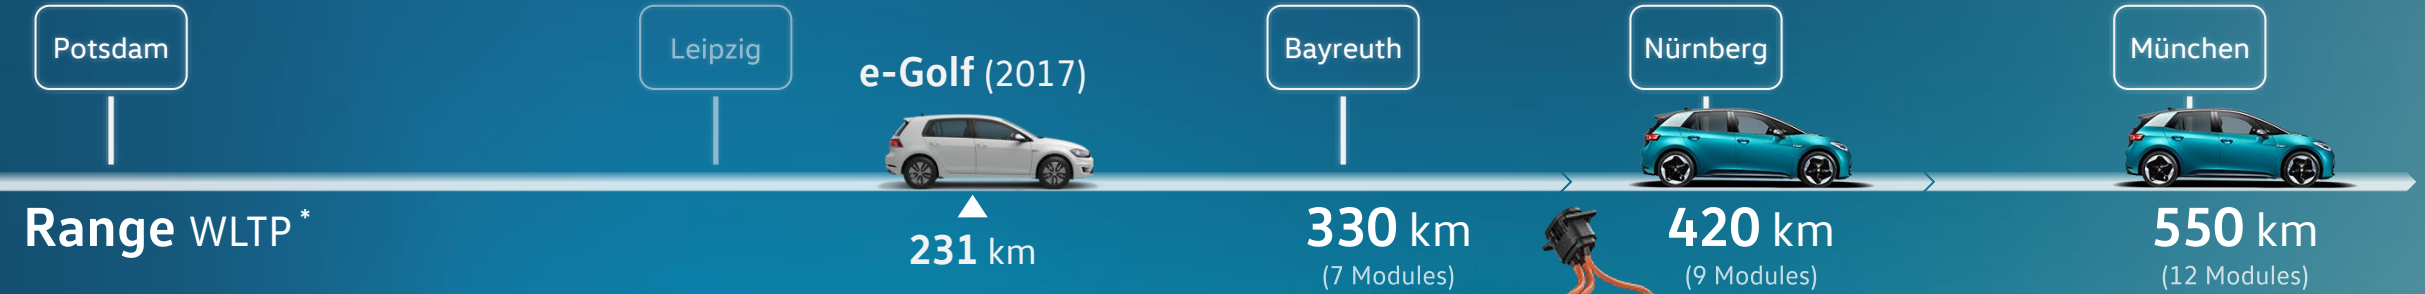 Potsdam
Leipzig
Bayreuth
Nürnberg
München
e-Golf (2017)
Range WLTP*
231 km
330 km
(7 Modules)
420 km
(9 Modules)
550 km
(12 Modules)